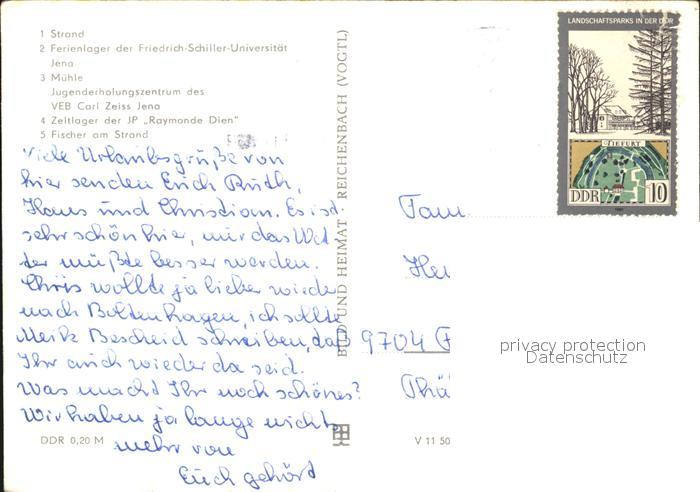 1 Strand
2 Ferienlager der Friedrich-Schiller-Universität
Jena
3 Mühle
Jugenderholungszentrum des
VEB Carl Zeiss Jena
4 Zeltlager der JP „Raymonde Dien"
5 Fischer am Strand
Viele Urlaubsgrüße von
hier senden Euch Ruth,
Hans und Christian. Es ist
sehr schön hier, nur das Wet-
ter müßte besser werden.
Chris wollte ja lieber wieder
nach Boltenhagen, ich sollte
Meik Bescheid schreiben, daß
Ihr auch wieder da seid.
Was macht Ihr noch schönes?
Wir haben ja lange nichts
mehr von
Euch gehört
DDR 0,20 M
BILD UND HEIMAT REICHENBACH (VOGTL)
V 11 50
LANDSCHAFTSPARKS IN DER DDR
TIEFURT
DDR 10
Fam
9704
privacy protection
Datenschutz